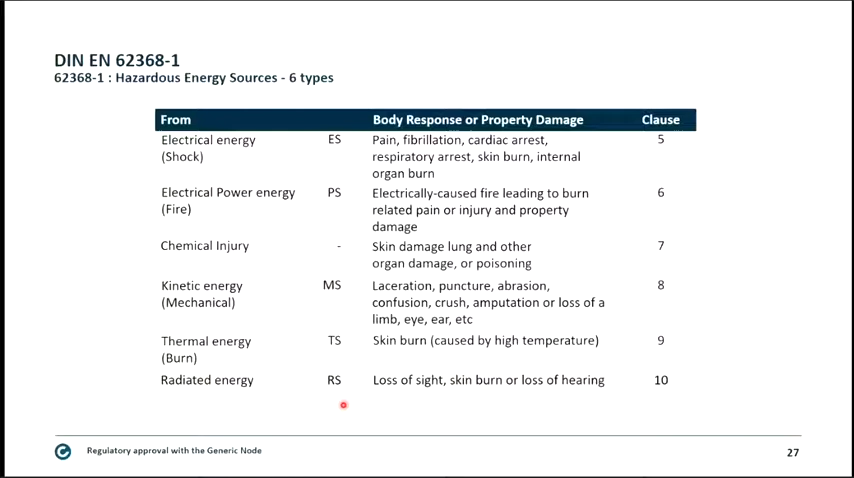 DIN EN 62368-1
62368-1 : Hazardous Energy Sources - 6 types
From Body Response or Property Damage Clause
Electrical energy ES Pain, fibrillation, cardiac arrest, 5
(Shock) respiratory arrest, skin burn, internal
organ burn
Electrical Power energy PS Electrically-caused fire leading to burn 6
(Fire) related pain or injury and property
damage
Chemical Injury - Skin damage lung and other 7
organ damage, or poisoning
Kinetic energy MS Laceration, puncture, abrasion, 8
(Mechanical) confusion, crush, amputation or loss of a
limb, eye, ear, etc
Thermal energy TS Skin burn (caused by high temperature) 9
(Burn)
Radiated energy RS Loss of sight, skin burn or loss of hearing 10
Regulatory approval with the Generic Node 27